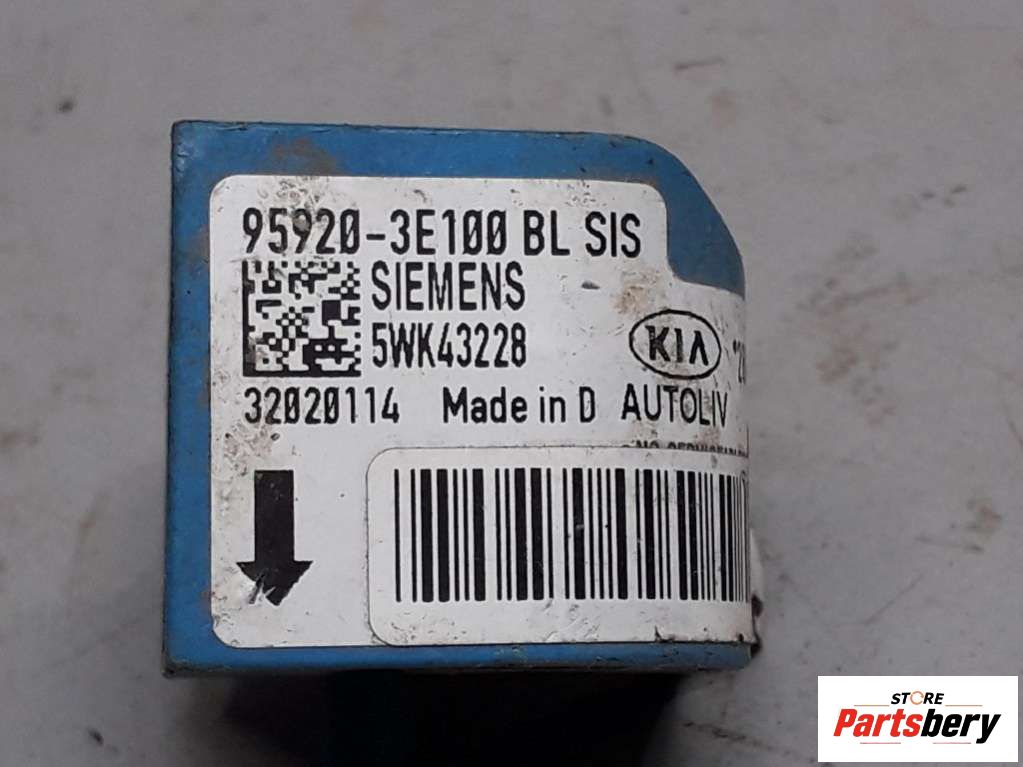 95920-3E100 BL SIS
SIEMENS
5WK43228
KIA
32020114 Made in D AUTOLIV
STORE
Partsbery